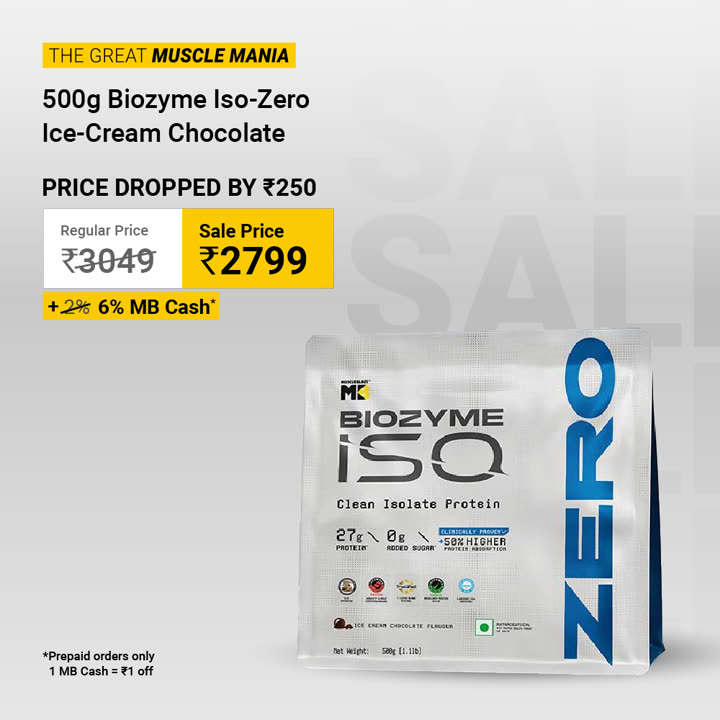 THE GREAT MUSCLE MANIA
500g Biozyme Iso-Zero
Ice-Cream Chocolate
PRICE DROPPED BY ₹250
Regular Price
₹3049
Sale Price
₹2799
+ 2% 6% MB Cash*
SALE
SALE
SALE
MUSCLEBLAZE
MB
BIOZYME
ISO
ZERO
Clean Isolate Protein
27g
PROTEIN
0g
ADDED SUGAR
CLINICALLY PROVEN
+50% HIGHER
PROTEIN ABSORPTION
ICE CREAM CHOCOLATE FLAVOUR
NUTRACEUTICAL
Net Weight: 500g [1.1lb]
*Prepaid orders only
1 MB Cash = ₹1 off